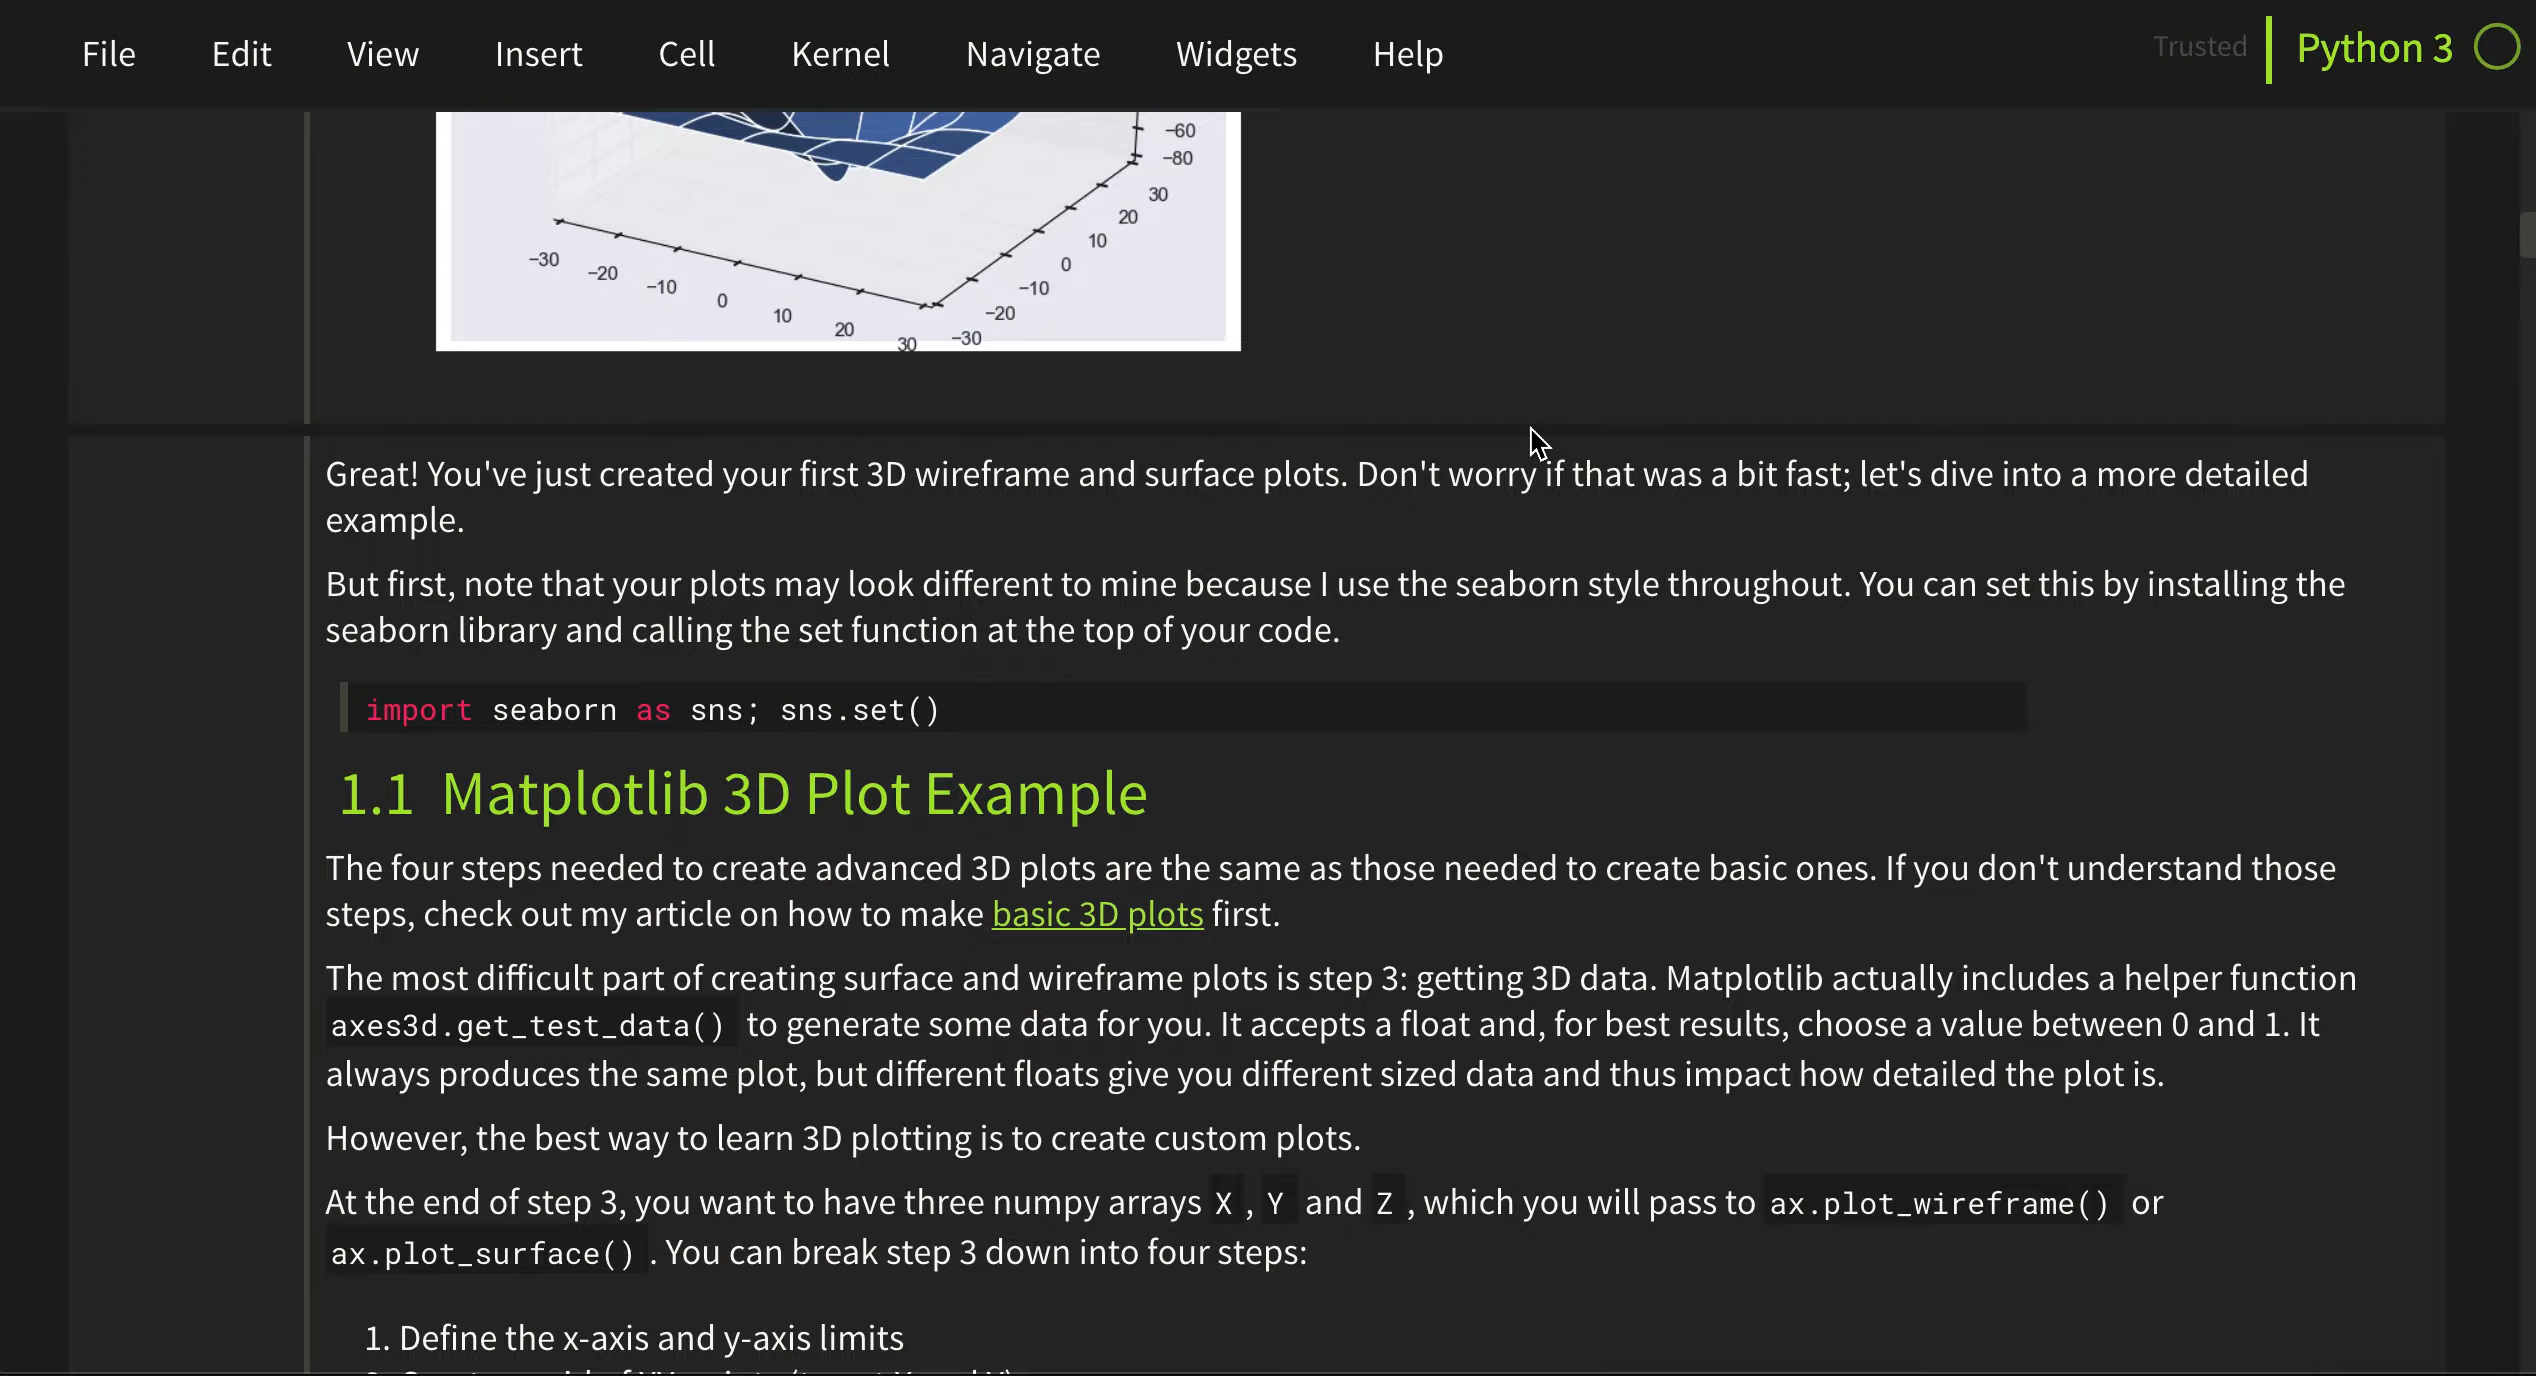 File Edit View Insert Cell Kernel Navigate Widgets Help Trusted Python 3
−60
−80
30
20
10
0
−10
−20
−30
−30
−20
−10
0
10
20
30
Great! You've just created your first 3D wireframe and surface plots. Don't worry if that was a bit fast; let's dive into a more detailed
example.
But first, note that your plots may look different to mine because I use the seaborn style throughout. You can set this by installing the
seaborn library and calling the set function at the top of your code.
import seaborn as sns; sns.set()
1.1 Matplotlib 3D Plot Example
The four steps needed to create advanced 3D plots are the same as those needed to create basic ones. If you don't understand those
steps, check out my article on how to make basic 3D plots first.
The most difficult part of creating surface and wireframe plots is step 3: getting 3D data. Matplotlib actually includes a helper function
axes3d.get_test_data() to generate some data for you. It accepts a float and, for best results, choose a value between 0 and 1. It
always produces the same plot, but different floats give you different sized data and thus impact how detailed the plot is.
However, the best way to learn 3D plotting is to create custom plots.
At the end of step 3, you want to have three numpy arrays X , Y and Z , which you will pass to ax.plot_wireframe() or
ax.plot_surface() . You can break step 3 down into four steps:
1. Define the x-axis and y-axis limits